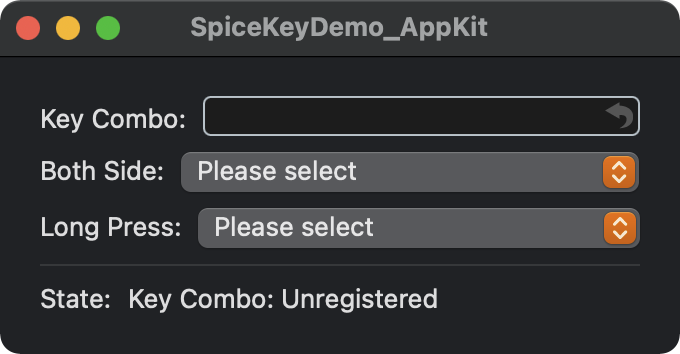 SpiceKeyDemo_AppKit
Key Combo:
Both Side: Please select
Long Press: Please select
State: Key Combo: Unregistered